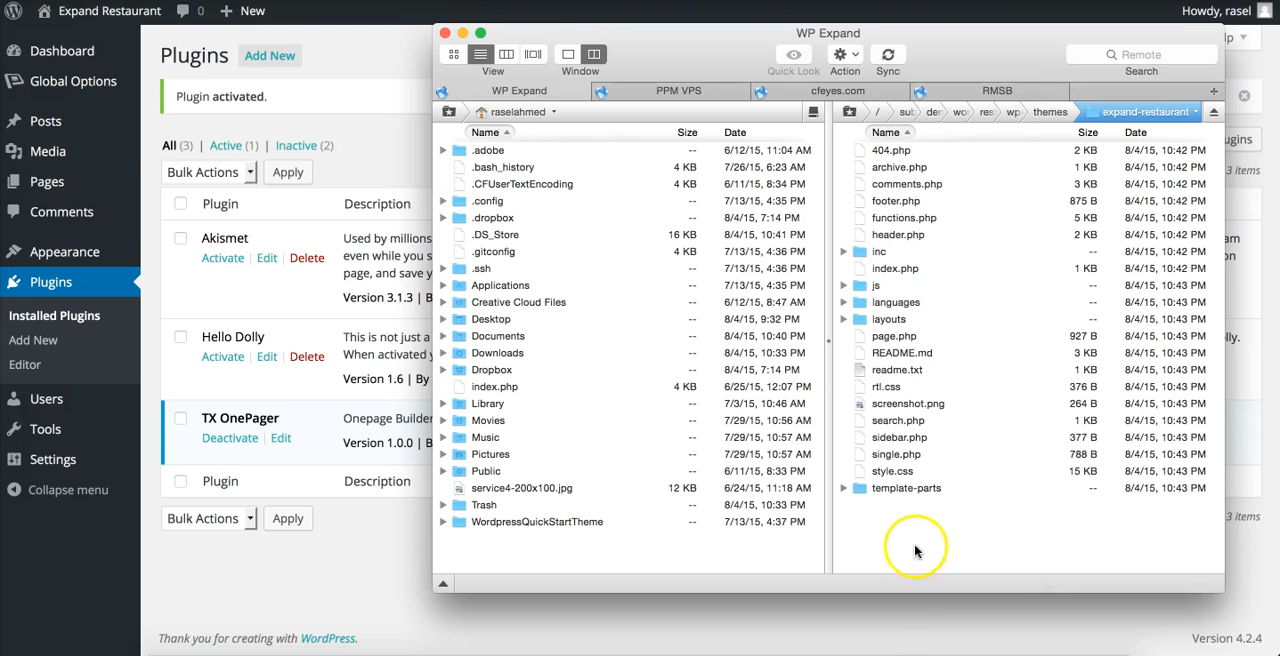 Expand Restaurant 0 New Howdy, rasel
Dashboard
Global Options
Posts
Media
Pages
Comments
Appearance
Plugins
Installed Plugins
Add New
Editor
Users
Tools
Settings
Collapse menu
Plugins Add New
Plugin activated.
All (3) | Active (1) | Inactive (2)
Bulk Actions Apply
3 items
Plugin Description
Akismet
Activate | Edit | Delete
Used by millions
even while you s
page, and save y
Version 3.1.3 | B
Hello Dolly
Activate | Edit | Delete
This is not just a
When activated y
Version 1.6 | By
TX OnePager
Deactivate | Edit
Onepage Builder
Version 1.0.0 | B
Plugin Description
Bulk Actions Apply
3 items
Thank you for creating with WordPress.
Version 4.2.4
WP Expand
View Window Quick Look Action Sync Search
Remote
WP Expand PPM VPS cfeyes.com RMSB
raselahmed
Name Size Date
.adobe -- 6/12/15, 11:04 AM
.bash_history 4 KB 7/26/15, 6:23 AM
.CFUserTextEncoding 4 KB 6/11/15, 8:34 PM
.config -- 7/13/15, 4:35 PM
.dropbox -- 8/4/15, 7:14 PM
.DS_Store 16 KB 8/4/15, 10:41 PM
.gitconfig 4 KB 7/13/15, 4:36 PM
.ssh -- 7/13/15, 4:36 PM
Applications -- 7/13/15, 4:35 PM
Creative Cloud Files -- 6/12/15, 8:47 AM
Desktop -- 8/4/15, 9:32 PM
Documents -- 8/4/15, 10:40 PM
Downloads -- 8/4/15, 10:33 PM
Dropbox -- 8/4/15, 7:14 PM
index.php 4 KB 6/25/15, 12:07 PM
Library -- 7/3/15, 10:46 AM
Movies -- 7/29/15, 10:56 AM
Music -- 7/29/15, 10:57 AM
Pictures -- 7/29/15, 10:57 AM
Public -- 6/11/15, 8:33 PM
service4-200x100.jpg 12 KB 6/24/15, 11:18 AM
Trash -- 8/4/15, 10:33 PM
WordpressQuickStartTheme -- 7/13/15, 4:37 PM
/ sul der wo res wp themes expand-restaurant
Name Size Date
404.php 2 KB 8/4/15, 10:42 PM
archive.php 1 KB 8/4/15, 10:42 PM
comments.php 3 KB 8/4/15, 10:42 PM
footer.php 875 B 8/4/15, 10:42 PM
functions.php 5 KB 8/4/15, 10:42 PM
header.php 2 KB 8/4/15, 10:42 PM
inc -- 8/4/15, 10:42 PM
index.php 1 KB 8/4/15, 10:42 PM
js -- 8/4/15, 10:43 PM
languages -- 8/4/15, 10:43 PM
layouts -- 8/4/15, 10:43 PM
page.php 927 B 8/4/15, 10:43 PM
README.md 3 KB 8/4/15, 10:43 PM
readme.txt 1 KB 8/4/15, 10:43 PM
rtl.css 376 B 8/4/15, 10:43 PM
screenshot.png 264 B 8/4/15, 10:43 PM
search.php 1 KB 8/4/15, 10:43 PM
sidebar.php 377 B 8/4/15, 10:43 PM
single.php 788 B 8/4/15, 10:43 PM
style.css 15 KB 8/4/15, 10:43 PM
template-parts -- 8/4/15, 10:43 PM